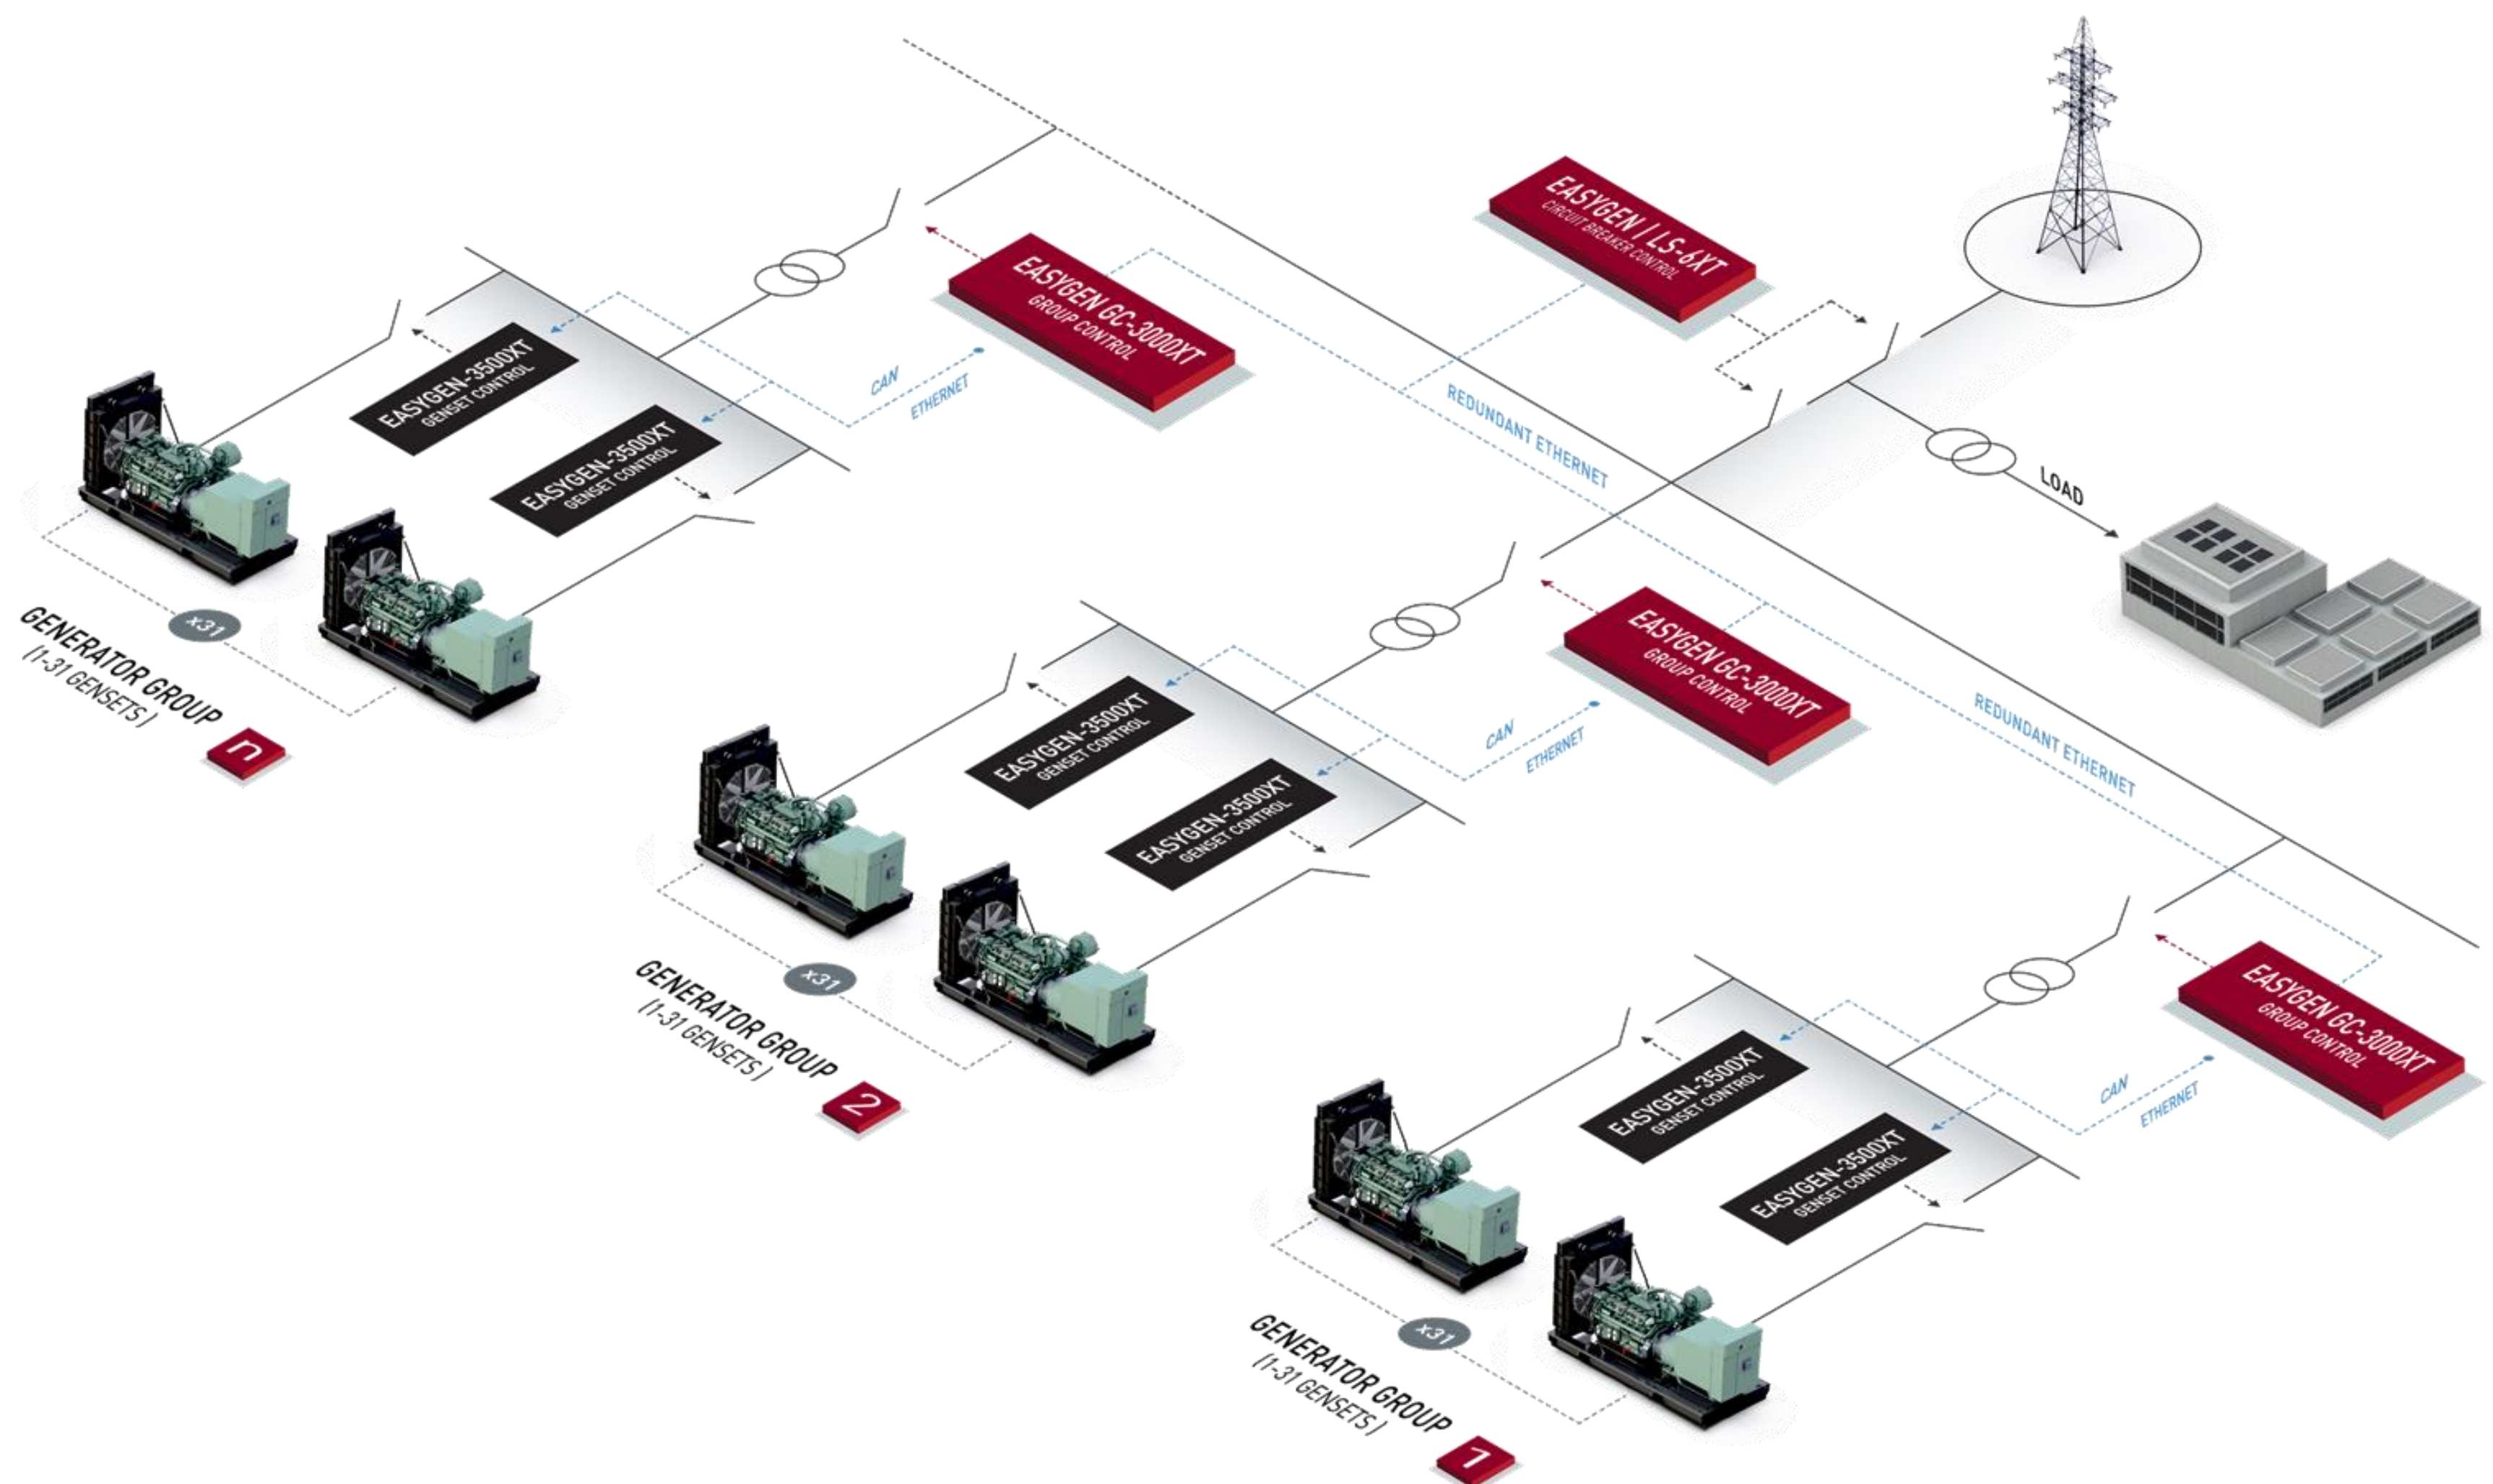 EASYGEN | LS-6XT
CIRCUIT BREAKER CONTROL
EASYGEN GC-3000XT
GROUP CONTROL
EASYGEN-3500XT
GENSET CONTROL
EASYGEN-3500XT
GENSET CONTROL
CAN
ETHERNET
REDUNDANT ETHERNET
LOAD
x31
GENERATOR GROUP
(1-31 GENSETS)
n
EASYGEN GC-3000XT
GROUP CONTROL
EASYGEN-3500XT
GENSET CONTROL
EASYGEN-3500XT
GENSET CONTROL
CAN
ETHERNET
REDUNDANT ETHERNET
x31
GENERATOR GROUP
(1-31 GENSETS)
2
EASYGEN GC-3000XT
GROUP CONTROL
EASYGEN-3500XT
GENSET CONTROL
EASYGEN-3500XT
GENSET CONTROL
CAN
ETHERNET
x31
GENERATOR GROUP
(1-31 GENSETS)
1